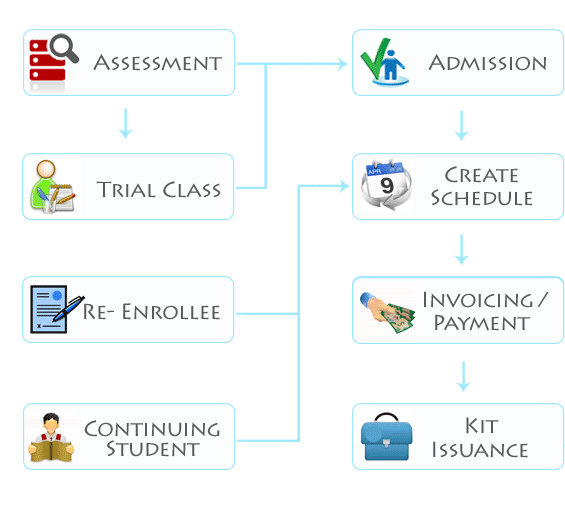 ASSESSMENT
ADMISSION
TRIAL CLASS
APR
9
CREATE
SCHEDULE
RE- ENROLLEE
INVOICING /
PAYMENT
CONTINUING
STUDENT
KIT
ISSUANCE